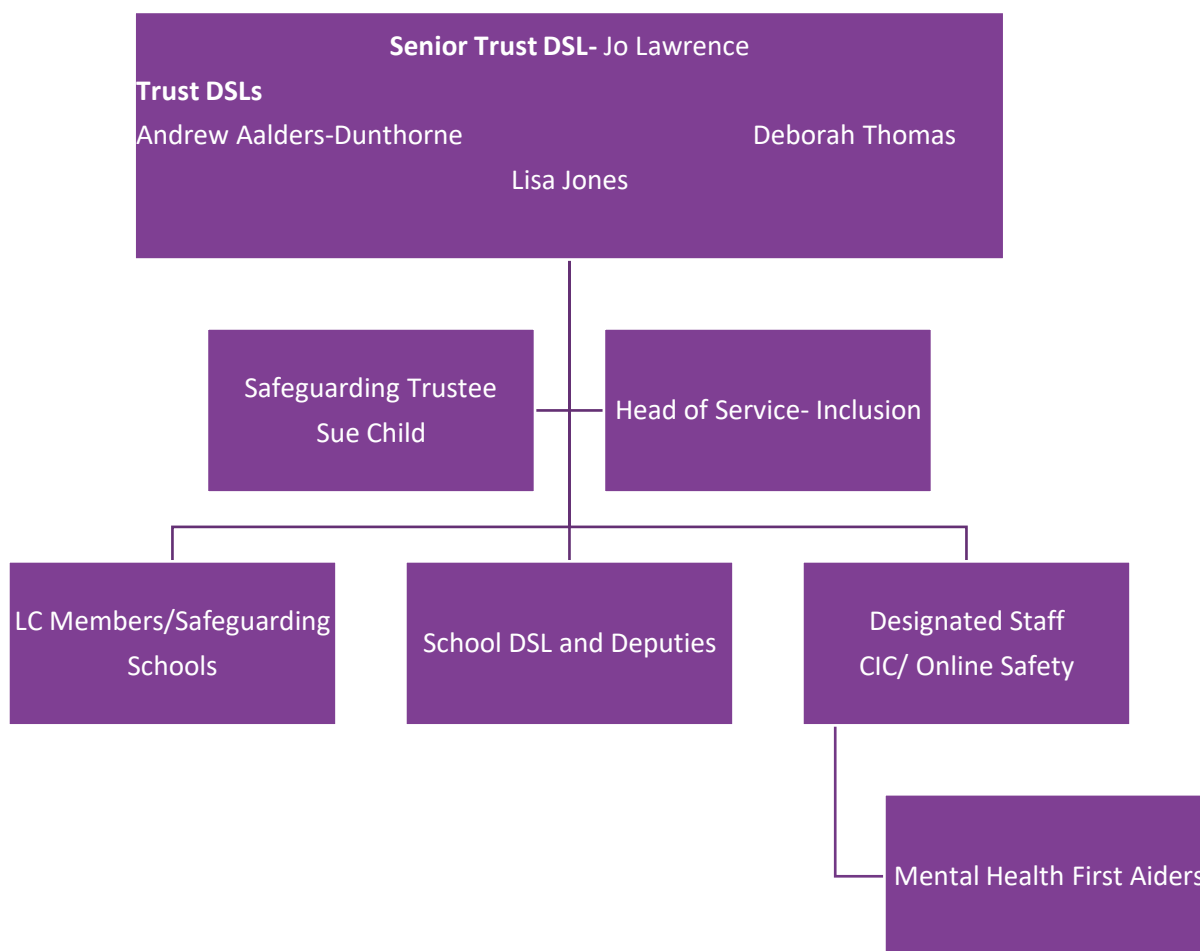 Senior Trust DSL- Jo Lawrence
Trust DSLs
Andrew Aalders-Dunthorne Deborah Thomas
Lisa Jones
Safeguarding Trustee
Sue Child
Head of Service- Inclusion
LC Members/Safeguarding
Schools
School DSL and Deputies
Designated Staff
CIC/ Online Safety
Mental Health First Aiders